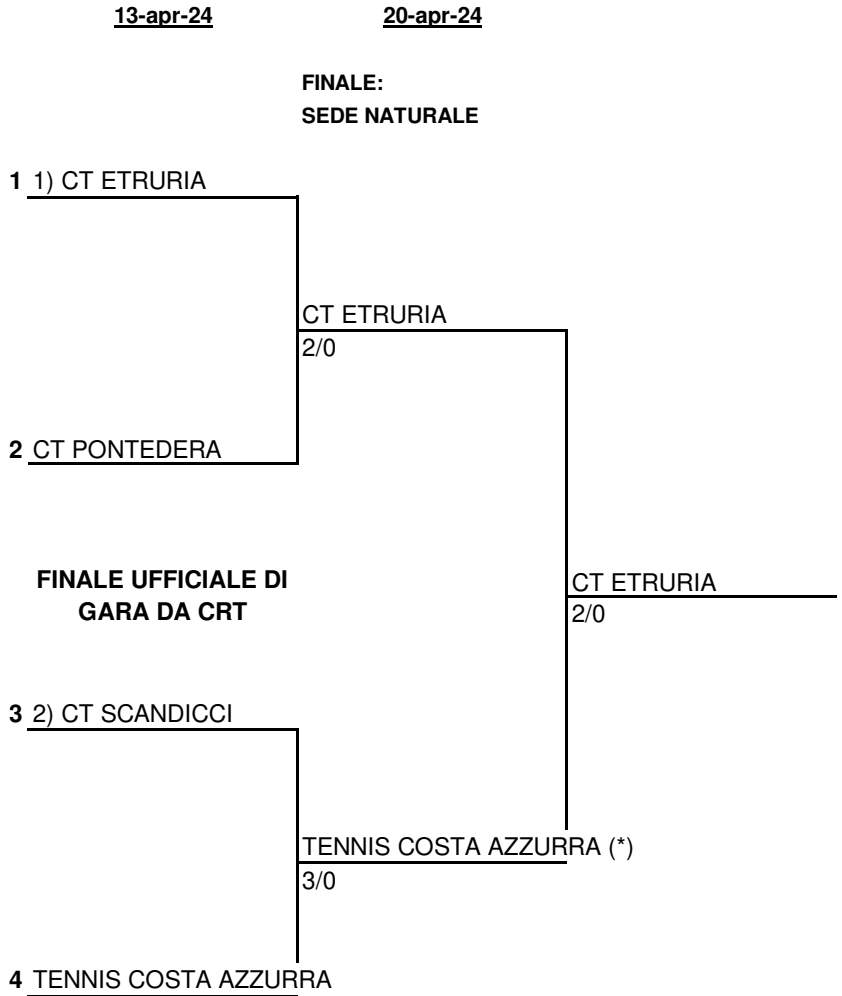 13-apr-24 20-apr-24
FINALE:
SEDE NATURALE
1 1) CT ETRURIA
CT ETRURIA
2/0
2 CT PONTEDERA
FINALE UFFICIALE DI
GARA DA CRT
CT ETRURIA
2/0
3 2) CT SCANDICCI
TENNIS COSTA AZZURRA (*)
3/0
4 TENNIS COSTA AZZURRA